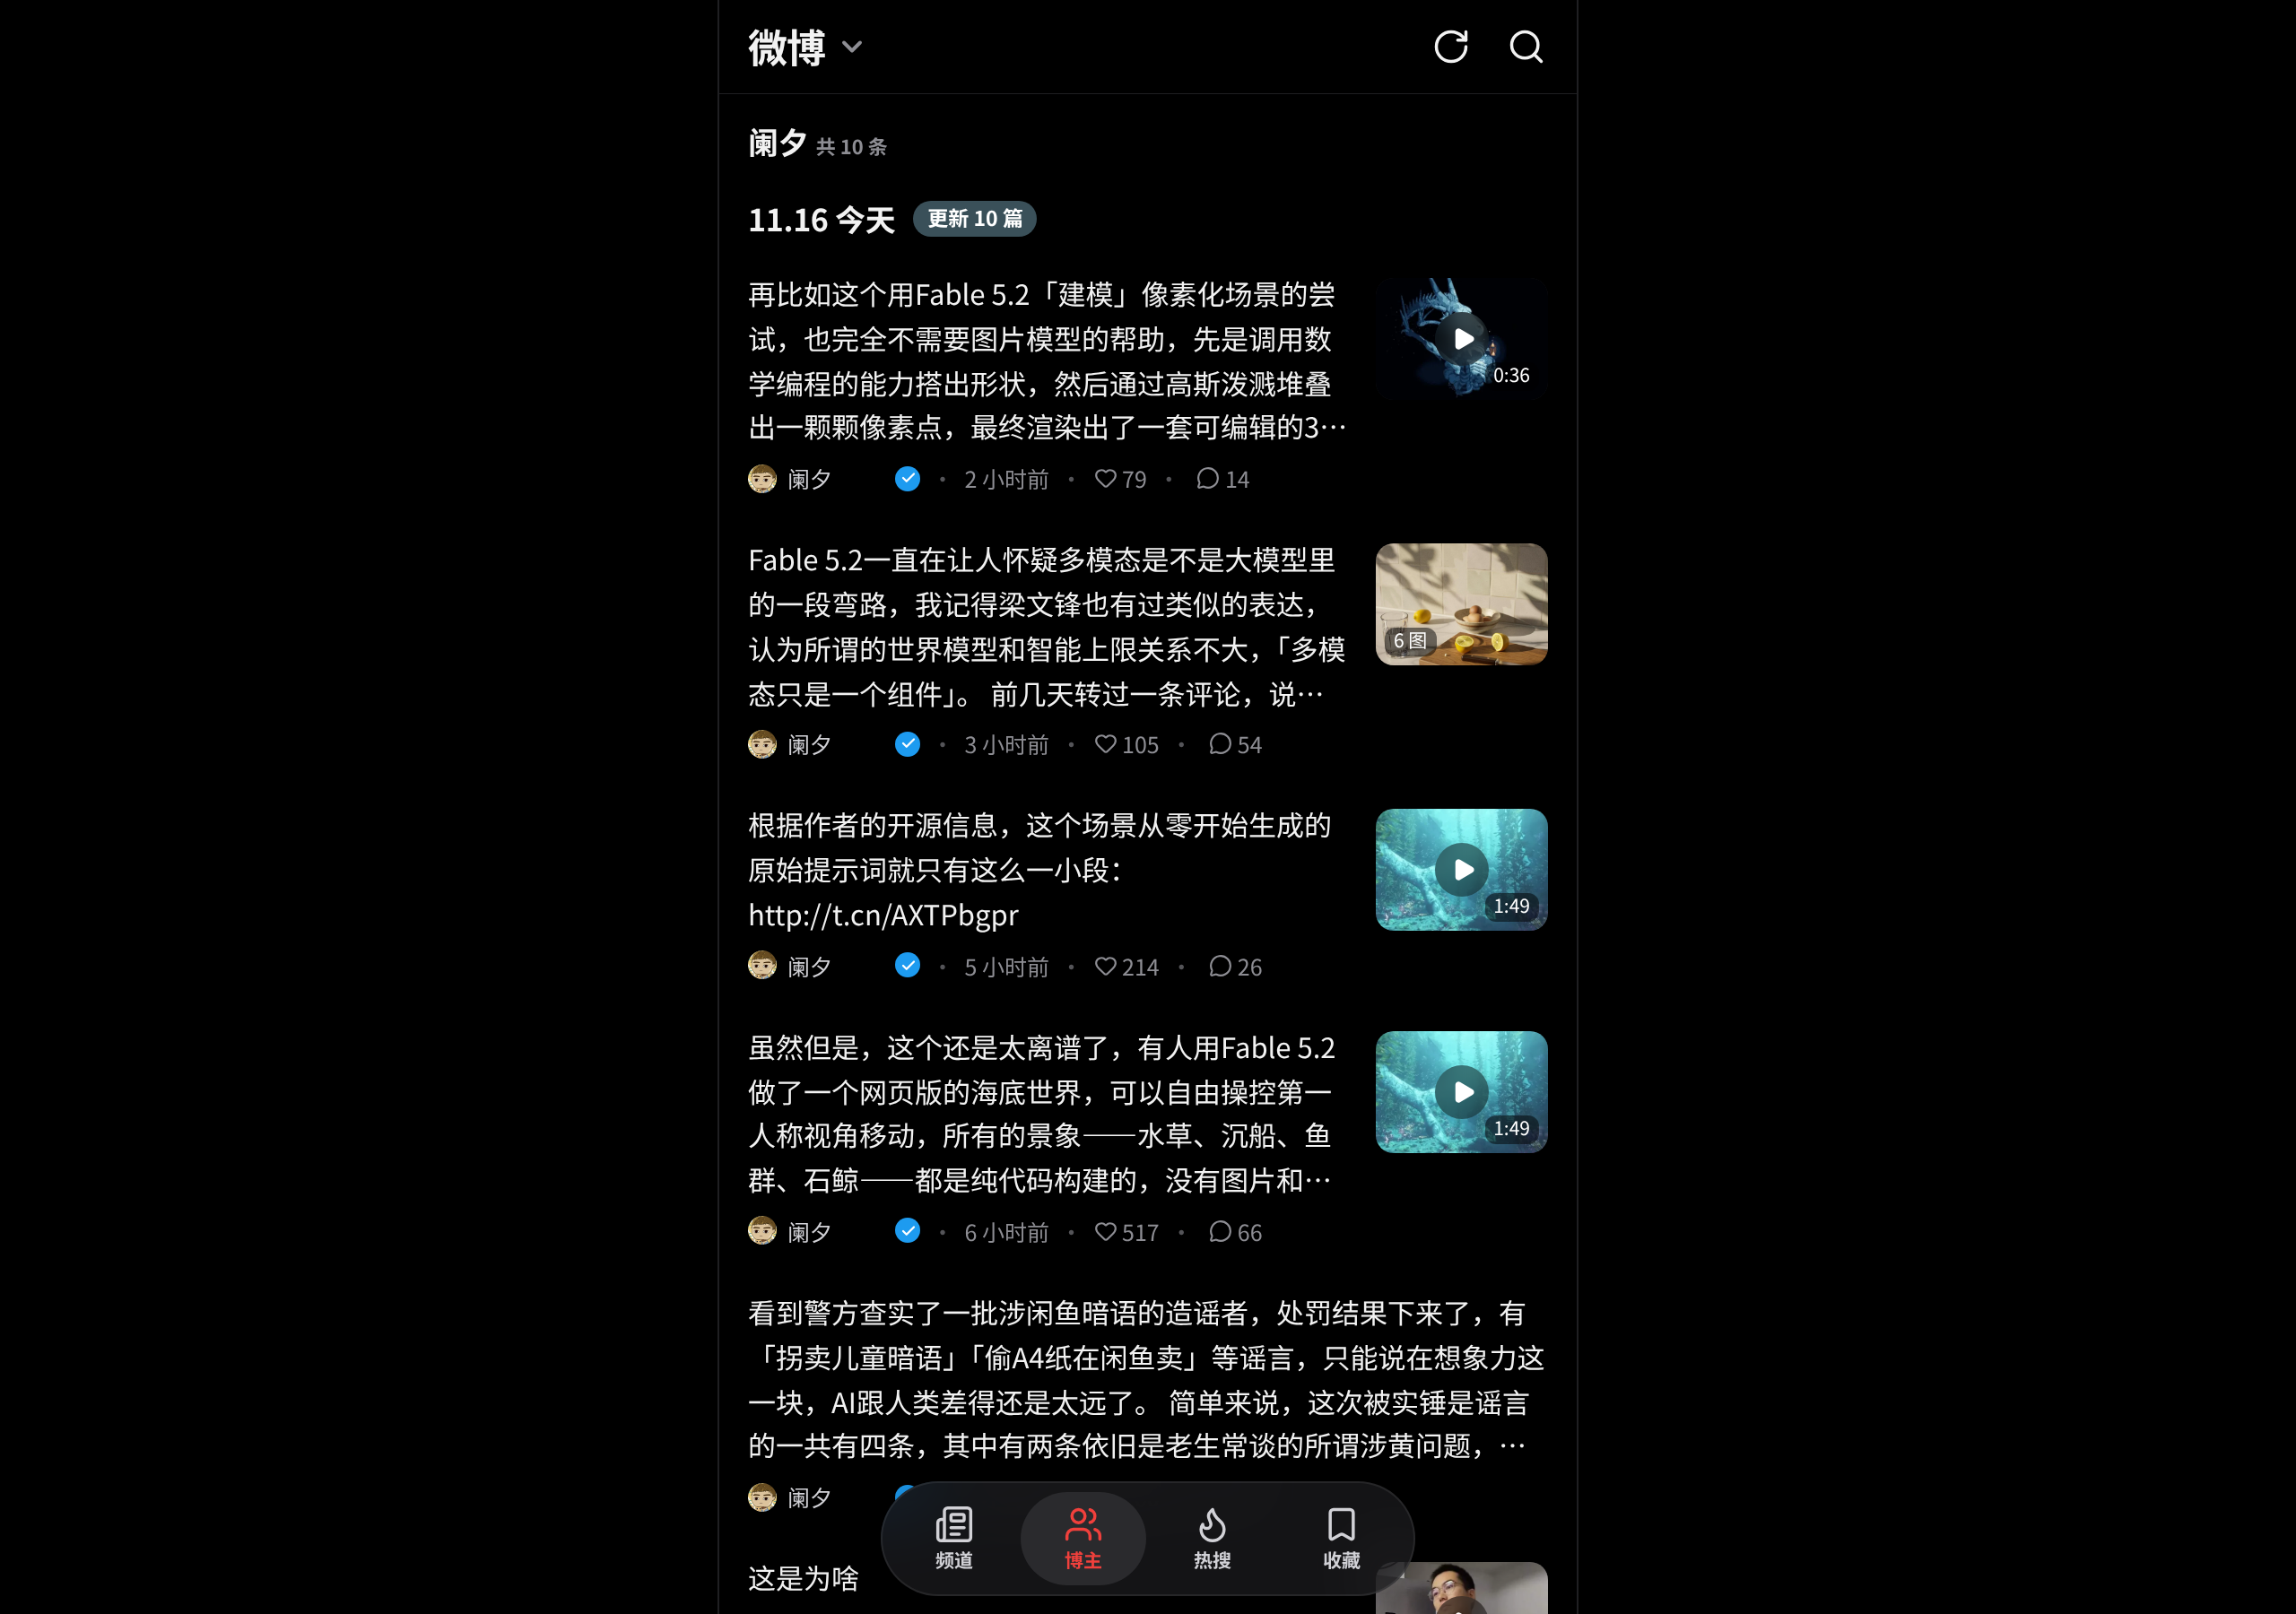 微博
阑夕 共 10 条
11.16 今天 更新 10 篇
再比如这个用Fable 5.2「建模」像素化场景的尝
试，也完全不需要图片模型的帮助，先是调用数
学编程的能力搭出形状，然后通过高斯泼溅堆叠
出一颗颗像素点，最终渲染出了一套可编辑的3…
0:36
阑夕 · 2 小时前 · 79 · 14
Fable 5.2一直在让人怀疑多模态是不是大模型里
的一段弯路，我记得梁文锋也有过类似的表达，
认为所谓的世界模型和智能上限关系不大，「多模
态只是一个组件」。 前几天转过一条评论，说…
6 图
阑夕 · 3 小时前 · 105 · 54
根据作者的开源信息，这个场景从零开始生成的
原始提示词就只有这么一小段：
http://t.cn/AXTPbgpr
1:49
阑夕 · 5 小时前 · 214 · 26
虽然但是，这个还是太离谱了，有人用Fable 5.2
做了一个网页版的海底世界，可以自由操控第一
人称视角移动，所有的景象——水草、沉船、鱼
群、石鲸——都是纯代码构建的，没有图片和…
1:49
阑夕 · 6 小时前 · 517 · 66
看到警方查实了一批涉闲鱼暗语的造谣者，处罚结果下来了，有
「拐卖儿童暗语」「偷A4纸在闲鱼卖」等谣言，只能说在想象力这
一块，AI跟人类差得还是太远了。 简单来说，这次被实锤是谣言
的一共有四条，其中有两条依旧是老生常谈的所谓涉黄问题，…
阑夕
这是为啥
频道 博主 热搜 收藏